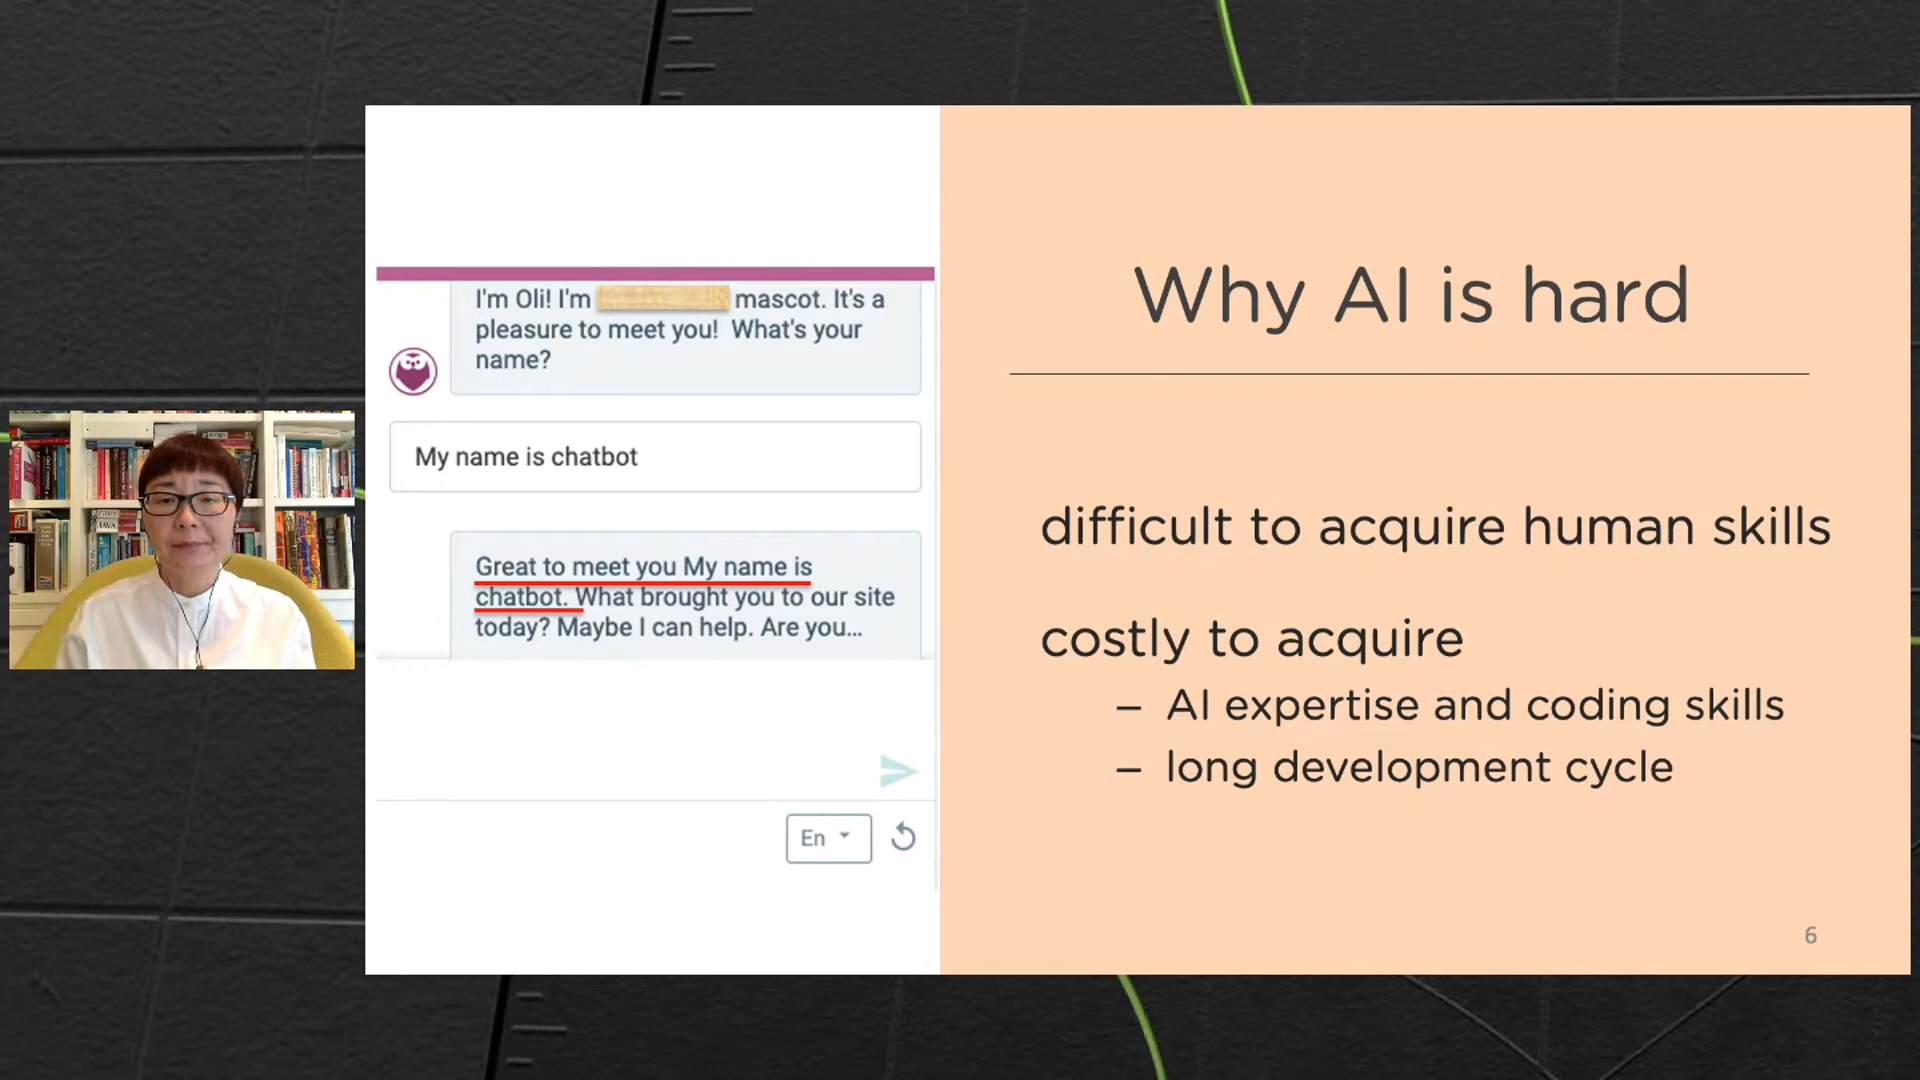 I'm Oli! I'm mascot. It's a
pleasure to meet you! What's your
name?
My name is chatbot
Great to meet you My name is
chatbot. What brought you to our site
today? Maybe I can help. Are you...
En
Why AI is hard
difficult to acquire human skills
costly to acquire
– AI expertise and coding skills
– long development cycle
6
JAVA